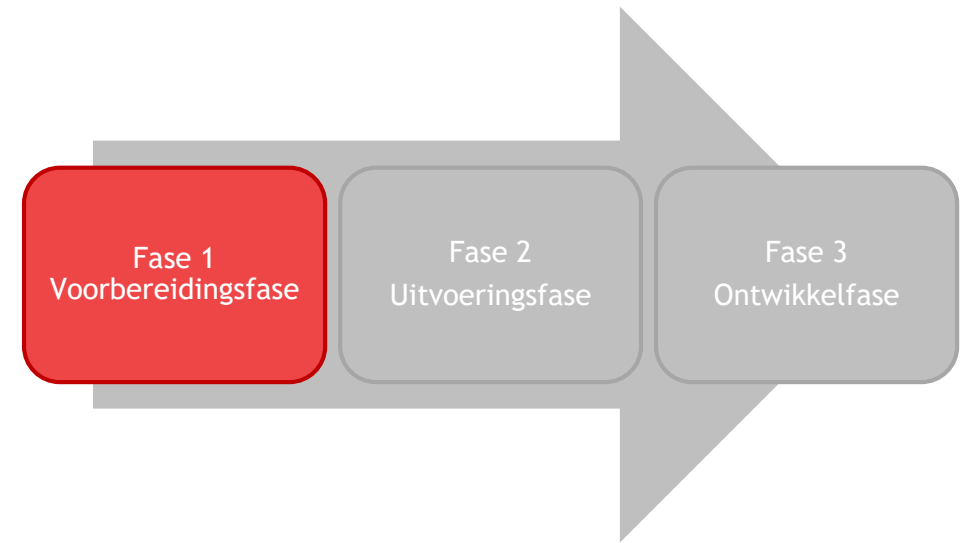 Fase 1
Voorbereidingsfase
Fase 2
Uitvoeringsfase
Fase 3
Ontwikkelfase